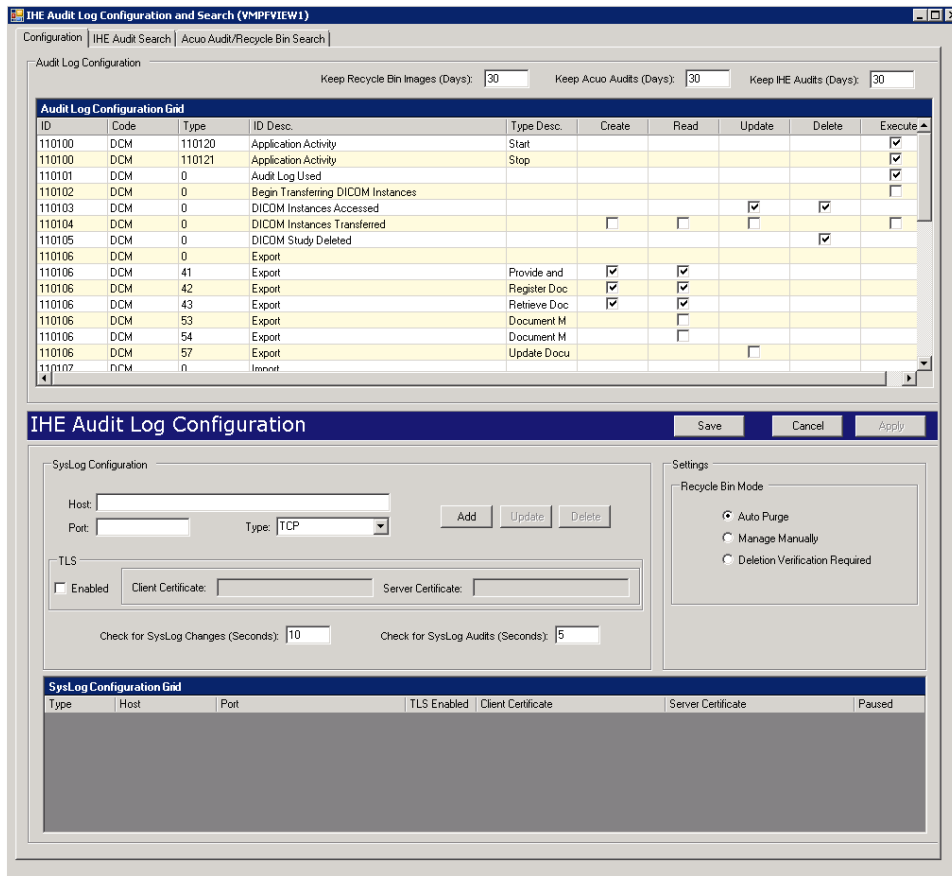 IHE Audit Log Configuration and Search (VMPFVIEW1)
Configuration IHE Audit Search Acuo Audit/Recycle Bin Search
Audit Log Configuration
Keep Recycle Bin Images (Days): 30 Keep Acuo Audits (Days): 30 Keep IHE Audits (Days): 30
Audit Log Configuration Grid
ID Code Type ID Desc. Type Desc. Create Read Update Delete Execute
110100 DCM 110120 Application Activity Start
110100 DCM 110121 Application Activity Stop
110101 DCM 0 Audit Log Used
110102 DCM 0 Begin Transferring DICOM Instances
110103 DCM 0 DICOM Instances Accessed
110104 DCM 0 DICOM Instances Transferred
110105 DCM 0 DICOM Study Deleted
110106 DCM 0 Export
110106 DCM 41 Export Provide and
110106 DCM 42 Export Register Doc
110106 DCM 43 Export Retrieve Doc
110106 DCM 53 Export Document M
110106 DCM 54 Export Document M
110106 DCM 57 Export Update Docu
110107 DCM 0 Import
IHE Audit Log Configuration Save Cancel Apply
SysLog Configuration Settings
Recycle Bin Mode
Host:
Port: Type: TCP Add Update Delete
Auto Purge
Manage Manually
Deletion Verification Required
TLS
Enabled Client Certificate: Server Certificate:
Check for SysLog Changes (Seconds): 10 Check for SysLog Audits (Seconds): 5
SysLog Configuration Grid
Type Host Port TLS Enabled Client Certificate Server Certificate Paused